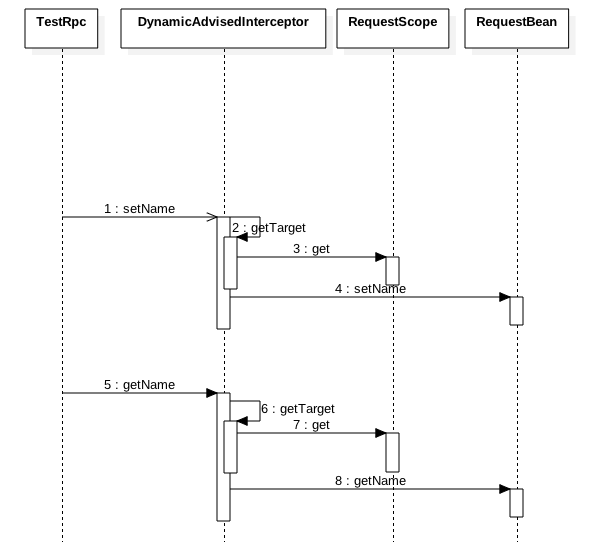 TestRpc
DynamicAdvisedInterceptor
RequestScope
RequestBean
1 : setName
2 : getTarget
3 : get
4 : setName
5 : getName
6 : getTarget
7 : get
8 : getName